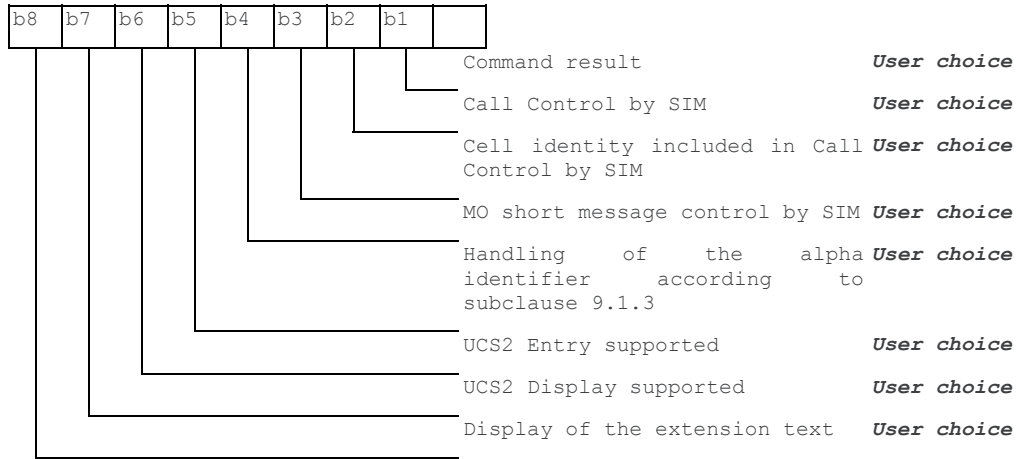 b8 b7 b6 b5 b4 b3 b2 b1
Command result User choice
Call Control by SIM User choice
Cell identity included in Call User choice
Control by SIM
MO short message control by SIM User choice
Handling of the alpha User choice
identifier according to
subclause 9.1.3
UCS2 Entry supported User choice
UCS2 Display supported User choice
Display of the extension text User choice